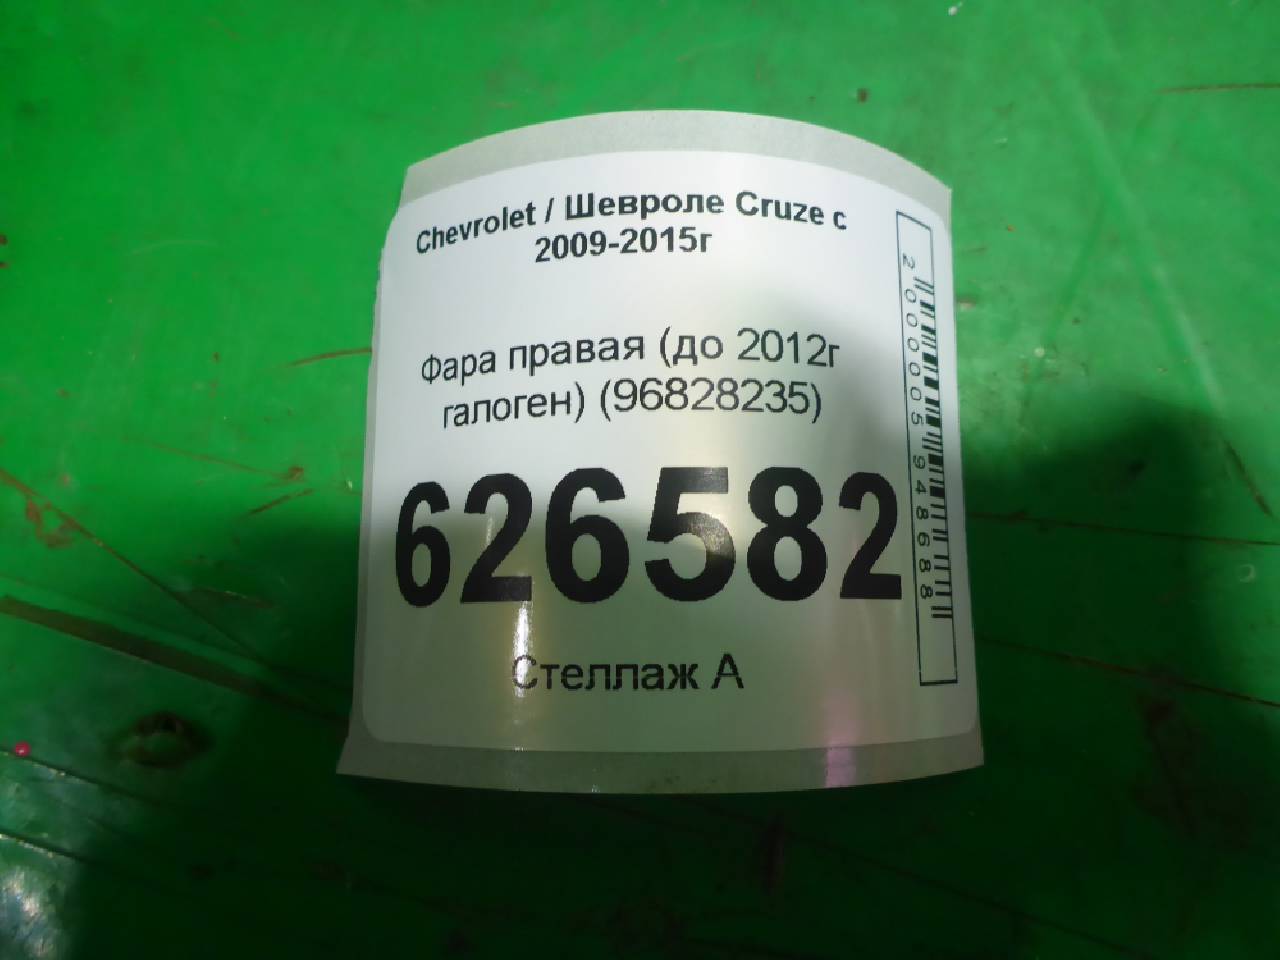 Chevrolet / Шевроле Cruze с
2009-2015г
Фара правая (до 2012г
галоген) (96828235)
626582
Стеллаж А
2000005948688